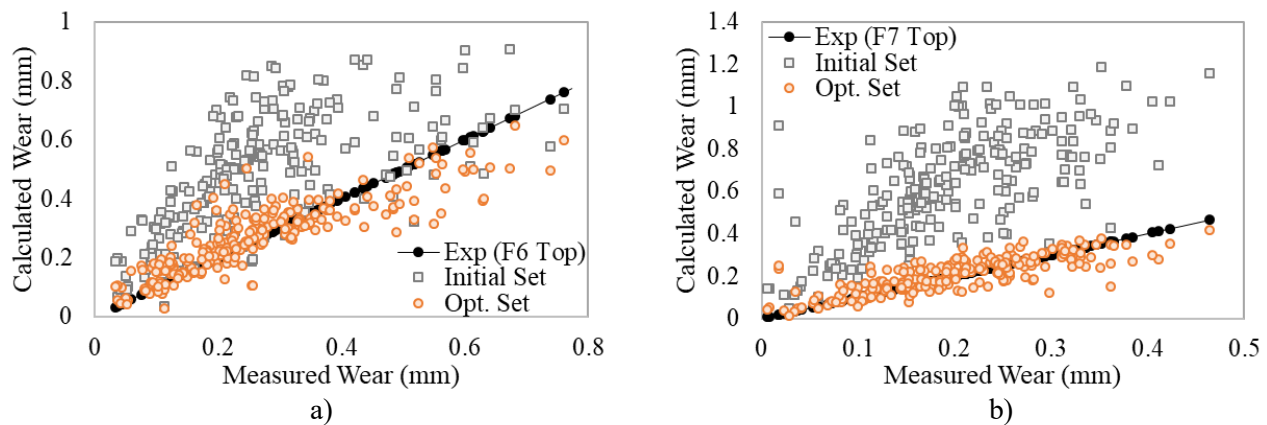 1
0.8
0.6
0.4
0.2
0
Calculated Wear (mm)
Exp (F6 Top)
Initial Set
Opt. Set
0 0.2 0.4 0.6 0.8
Measured Wear (mm)
a)
1.4
1.2
1
0.8
0.6
0.4
0.2
0
Calculated Wear (mm)
Exp (F7 Top)
Initial Set
Opt. Set
0 0.1 0.2 0.3 0.4 0.5
Measured Wear (mm)
b)